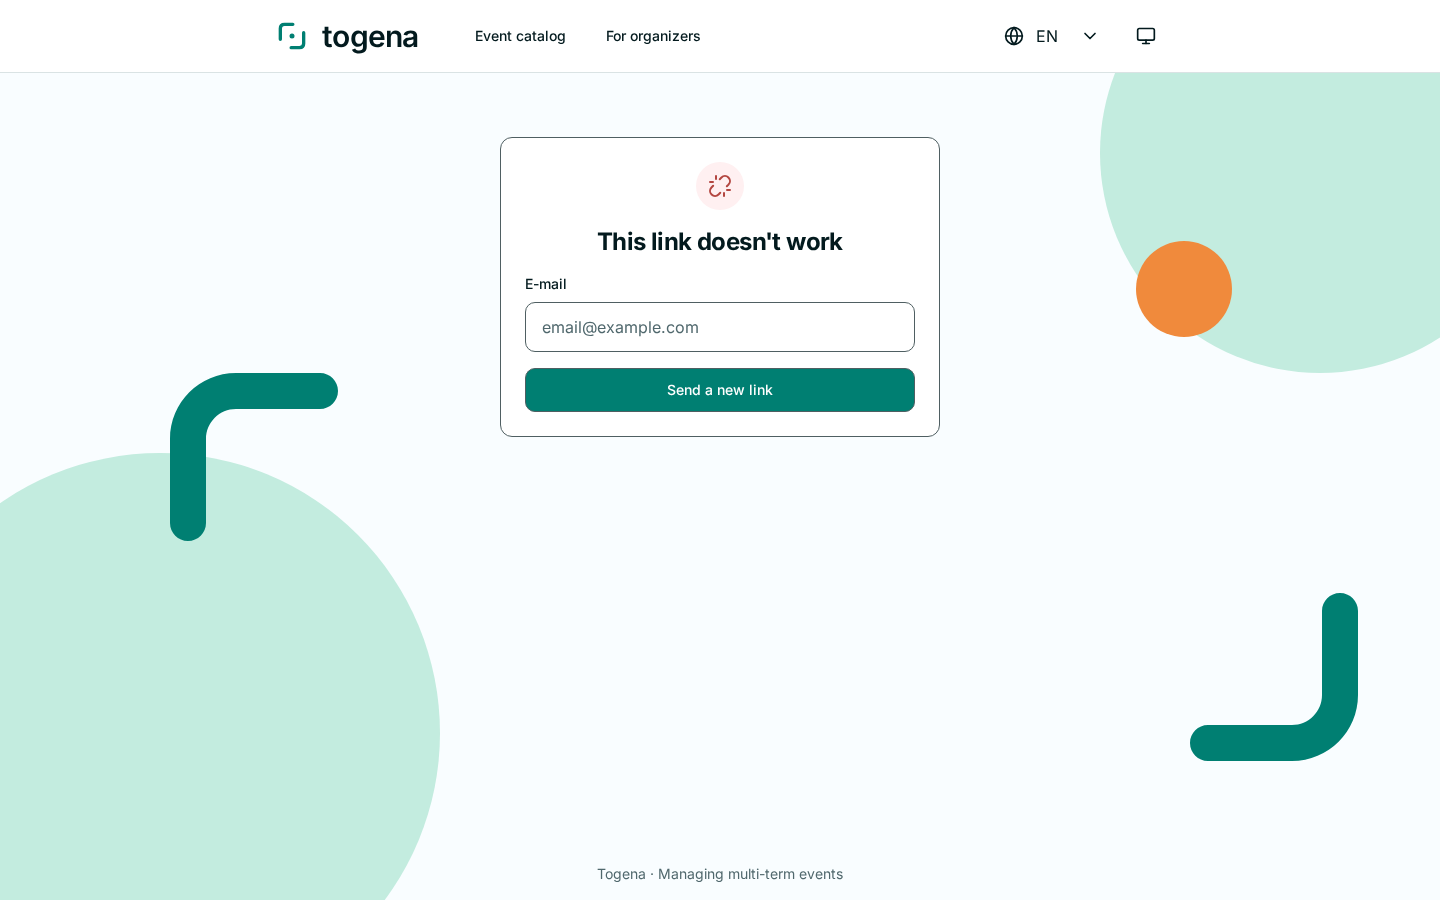 togena
Event catalog
For organizers
EN
This link doesn't work
E-mail
email@example.com
Send a new link
Togena · Managing multi-term events